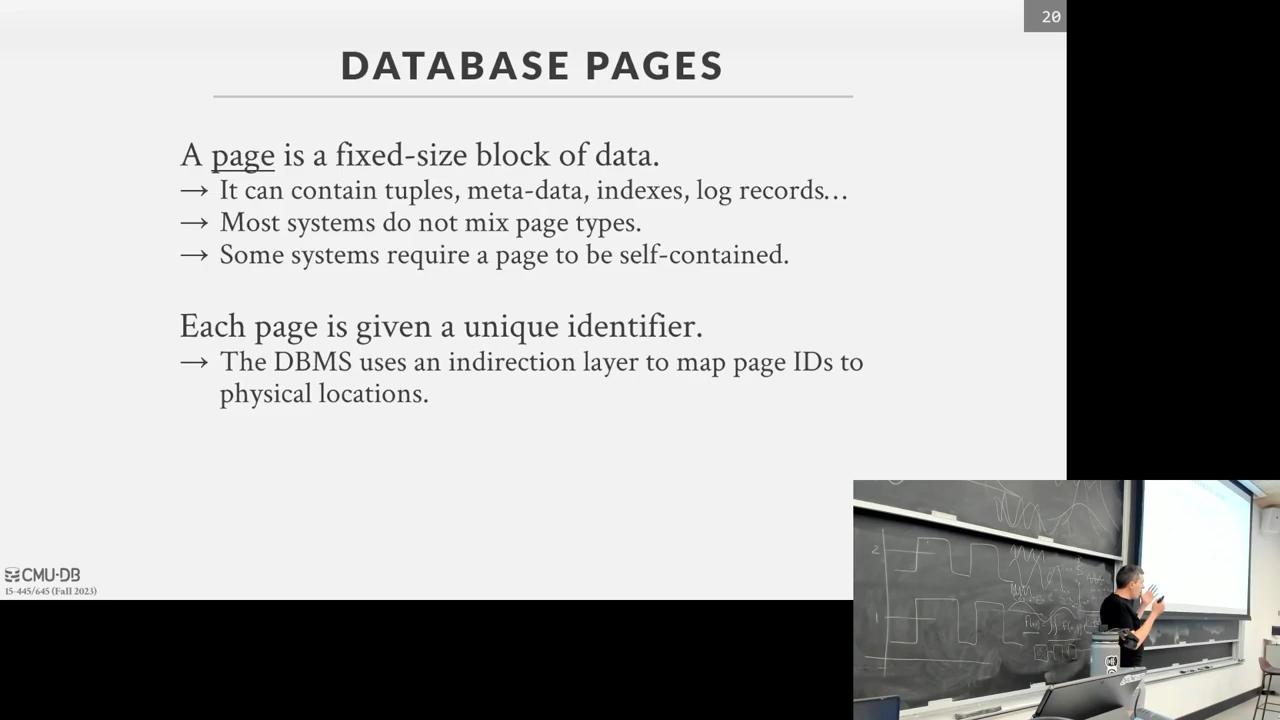 20
DATABASE PAGES
A page is a fixed-size block of data.
→ It can contain tuples, meta-data, indexes, log records…
→ Most systems do not mix page types.
→ Some systems require a page to be self-contained.
Each page is given a unique identifier.
→ The DBMS uses an indirection layer to map page IDs to
physical locations.
CMU·DB
15-445/645 (Fall 2023)
2
1